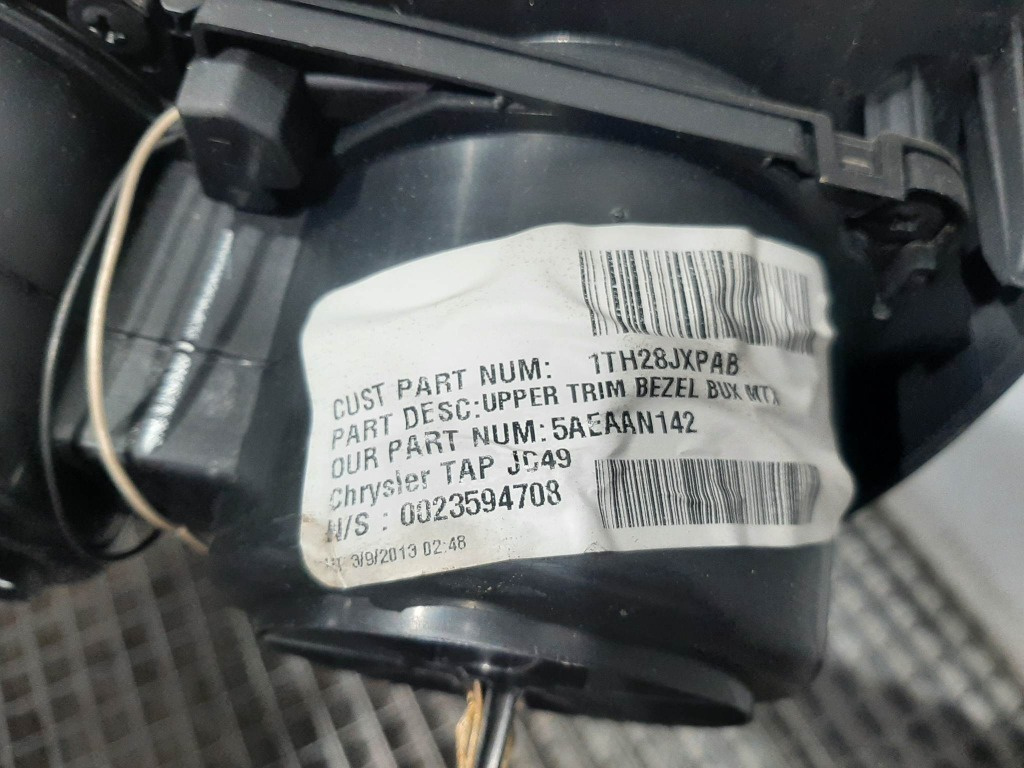 CUST PART NUM: 1TH28JXPAB
PART DESC:UPPER TRIM BEZEL BUX MTX
OUR PART NUM:5AEAAN142
Chrysler TAP JC49
N/S : 0023594708
3/9/2013 02:48